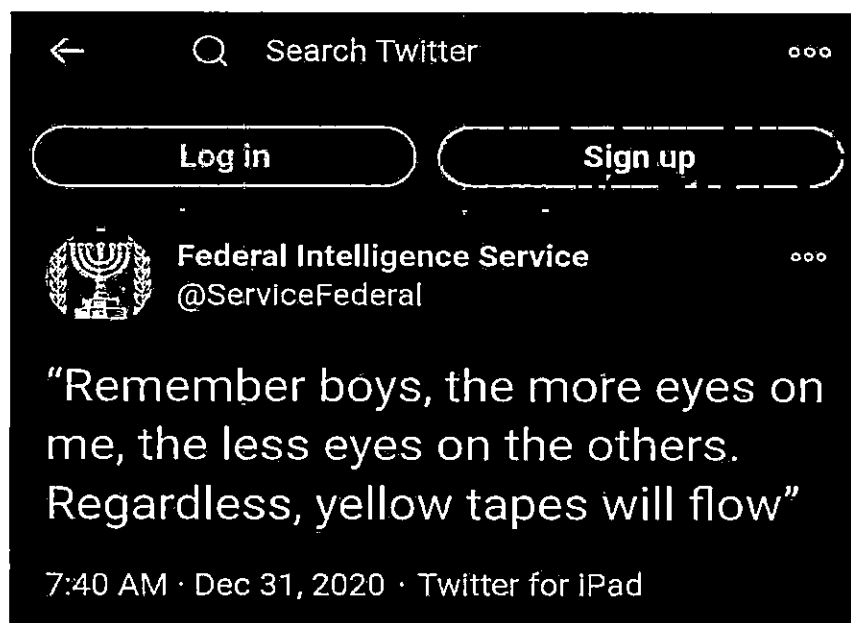 Search Twitter
Log in
Sign up
Federal Intelligence Service
@ServiceFederal
“Remember boys, the more eyes on
me, the less eyes on the others.
Regardless, yellow tapes will flow”
7:40 AM · Dec 31, 2020 · Twitter for iPad